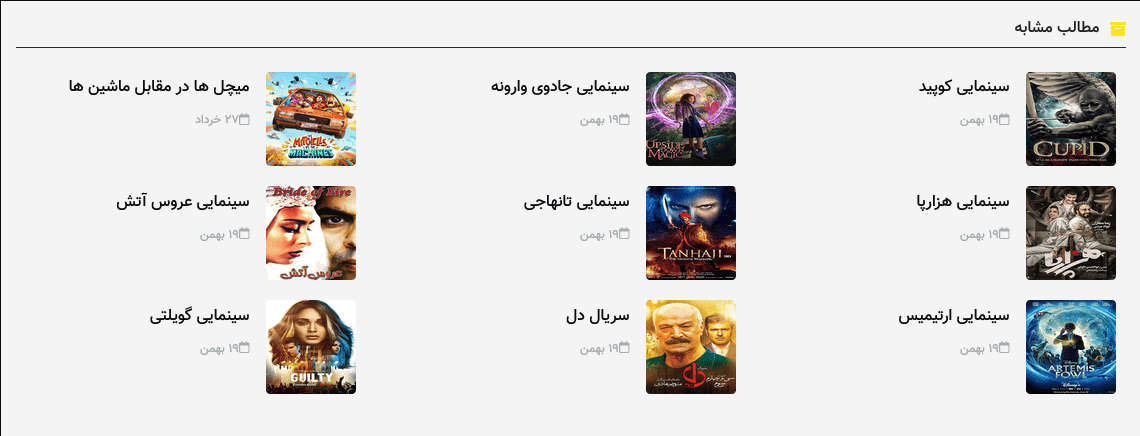 مطالب مشابه
سینمایی کوپید
۱۹ بهمن
CUPID
سینمایی جادوی وارونه
۱۹ بهمن
UPSIDE
MAGIC
میچل ها در مقابل ماشین ها
۲۷ خرداد
THE MITCHELLS
MACHINES
سینمایی هزارپا
۱۹ بهمن
هزارپا
سینمایی تانهاجی
۱۹ بهمن
TANHAJI
سینمایی عروس آتش
۱۹ بهمن
Bride of Fire
عروس آتش
سینمایی ارتیمیس
۱۹ بهمن
Disney
ARTEMIS
FOWL
سریال دل
۱۹ بهمن
دل
سینمایی گویلتی
۱۹ بهمن
GUILTY